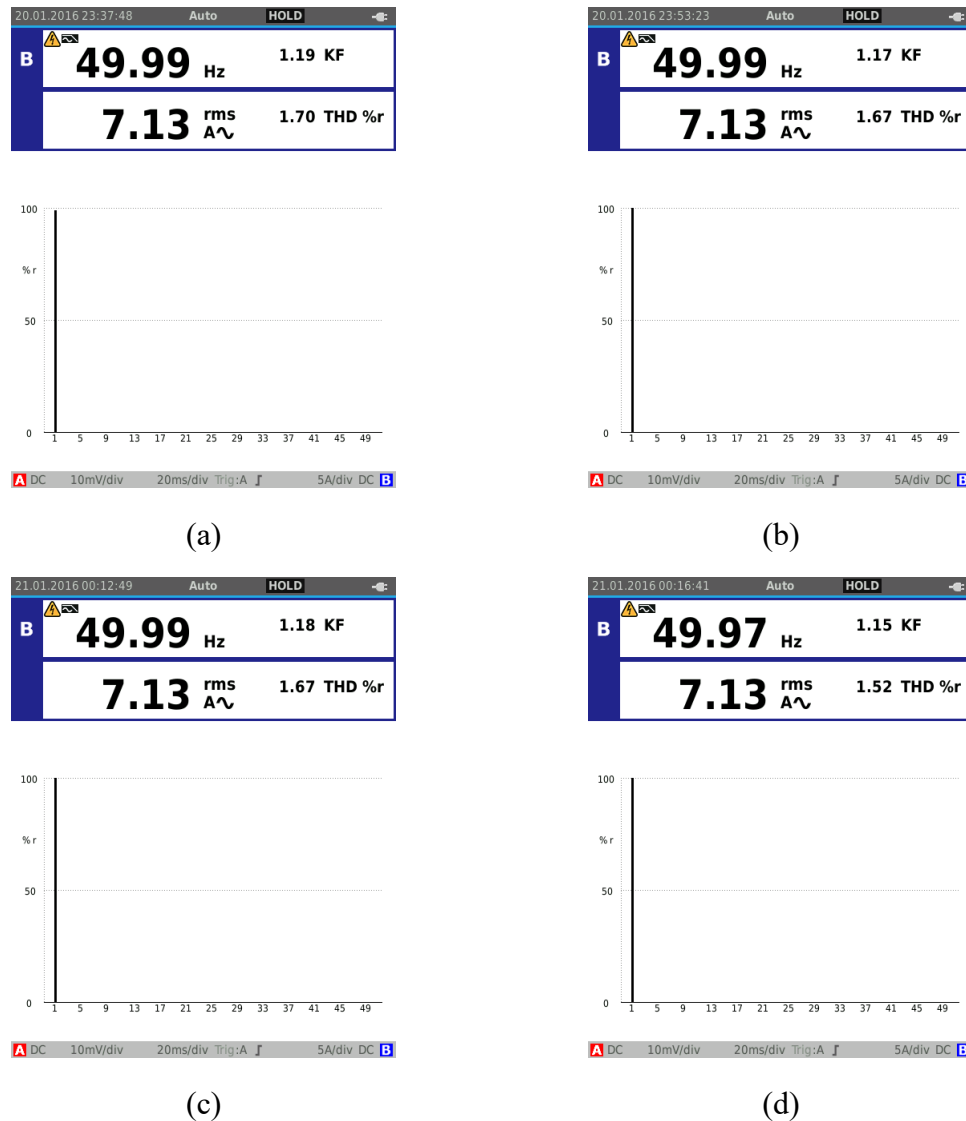 20.01.2016 23:37:48 Auto HOLD
B 49.99 Hz 1.19 KF
7.13 rms A 1.70 THD %r
100
% r
50
0
1 5 9 13 17 21 25 29 33 37 41 45 49
A DC 10mV/div 20ms/div Trig:A 5A/div DC B
(a)
20.01.2016 23:53:23 Auto HOLD
B 49.99 Hz 1.17 KF
7.13 rms A 1.67 THD %r
100
% r
50
0
1 5 9 13 17 21 25 29 33 37 41 45 49
A DC 10mV/div 20ms/div Trig:A 5A/div DC B
(b)
21.01.2016 00:12:49 Auto HOLD
B 49.99 Hz 1.18 KF
7.13 rms A 1.67 THD %r
100
% r
50
0
1 5 9 13 17 21 25 29 33 37 41 45 49
A DC 10mV/div 20ms/div Trig:A 5A/div DC B
(c)
21.01.2016 00:16:41 Auto HOLD
B 49.97 Hz 1.15 KF
7.13 rms A 1.52 THD %r
100
% r
50
0
1 5 9 13 17 21 25 29 33 37 41 45 49
A DC 10mV/div 20ms/div Trig:A 5A/div DC B
(d)